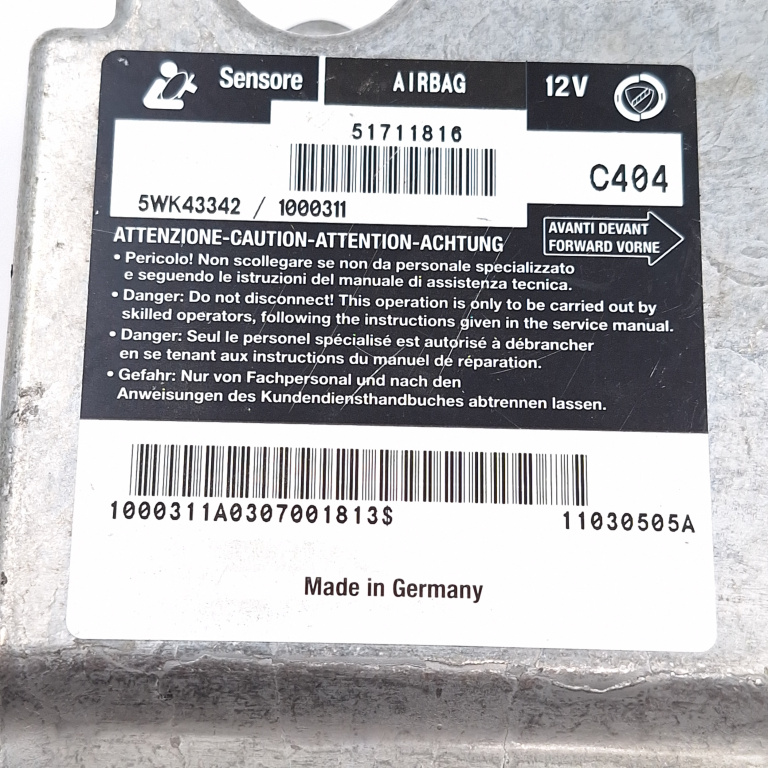 Sensore AIRBAG 12V
51711816
C404
5WK43342 / 1000311
ATTENZIONE-CAUTION-ATTENTION-ACHTUNG
AVANTI DEVANT
FORWARD VORNE
• Pericolo! Non scollegare se non da personale specializzato
e seguendo le istruzioni del manuale di assistenza tecnica.
• Danger: Do not disconnect! This operation is only to be carried out by
skilled operators, following the instructions given in the service manual.
• Danger: Seul le personel spécialisé est autorisé à débrancher
en se tenant aux instructions du manuel de réparation.
• Gefahr: Nur von Fachpersonal und nach den
Anweisungen des Kundendiensthandbuches abtrennen lassen.
1000311A0307001813$ 11030505A
Made in Germany